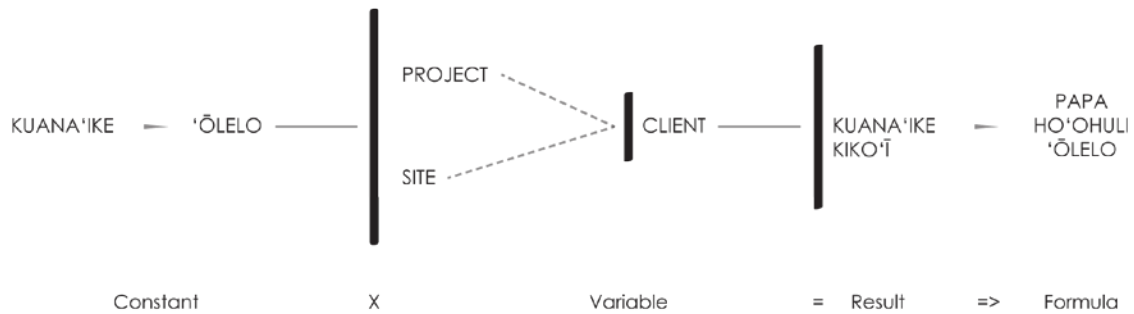 PROJECT
KUANAʻIKE ʻŌLELO CLIENT KUANAʻIKE
KIKOʻĪ
PAPA
HOʻOHULI
ʻŌLELO
SITE
Constant X Variable = Result => Formula